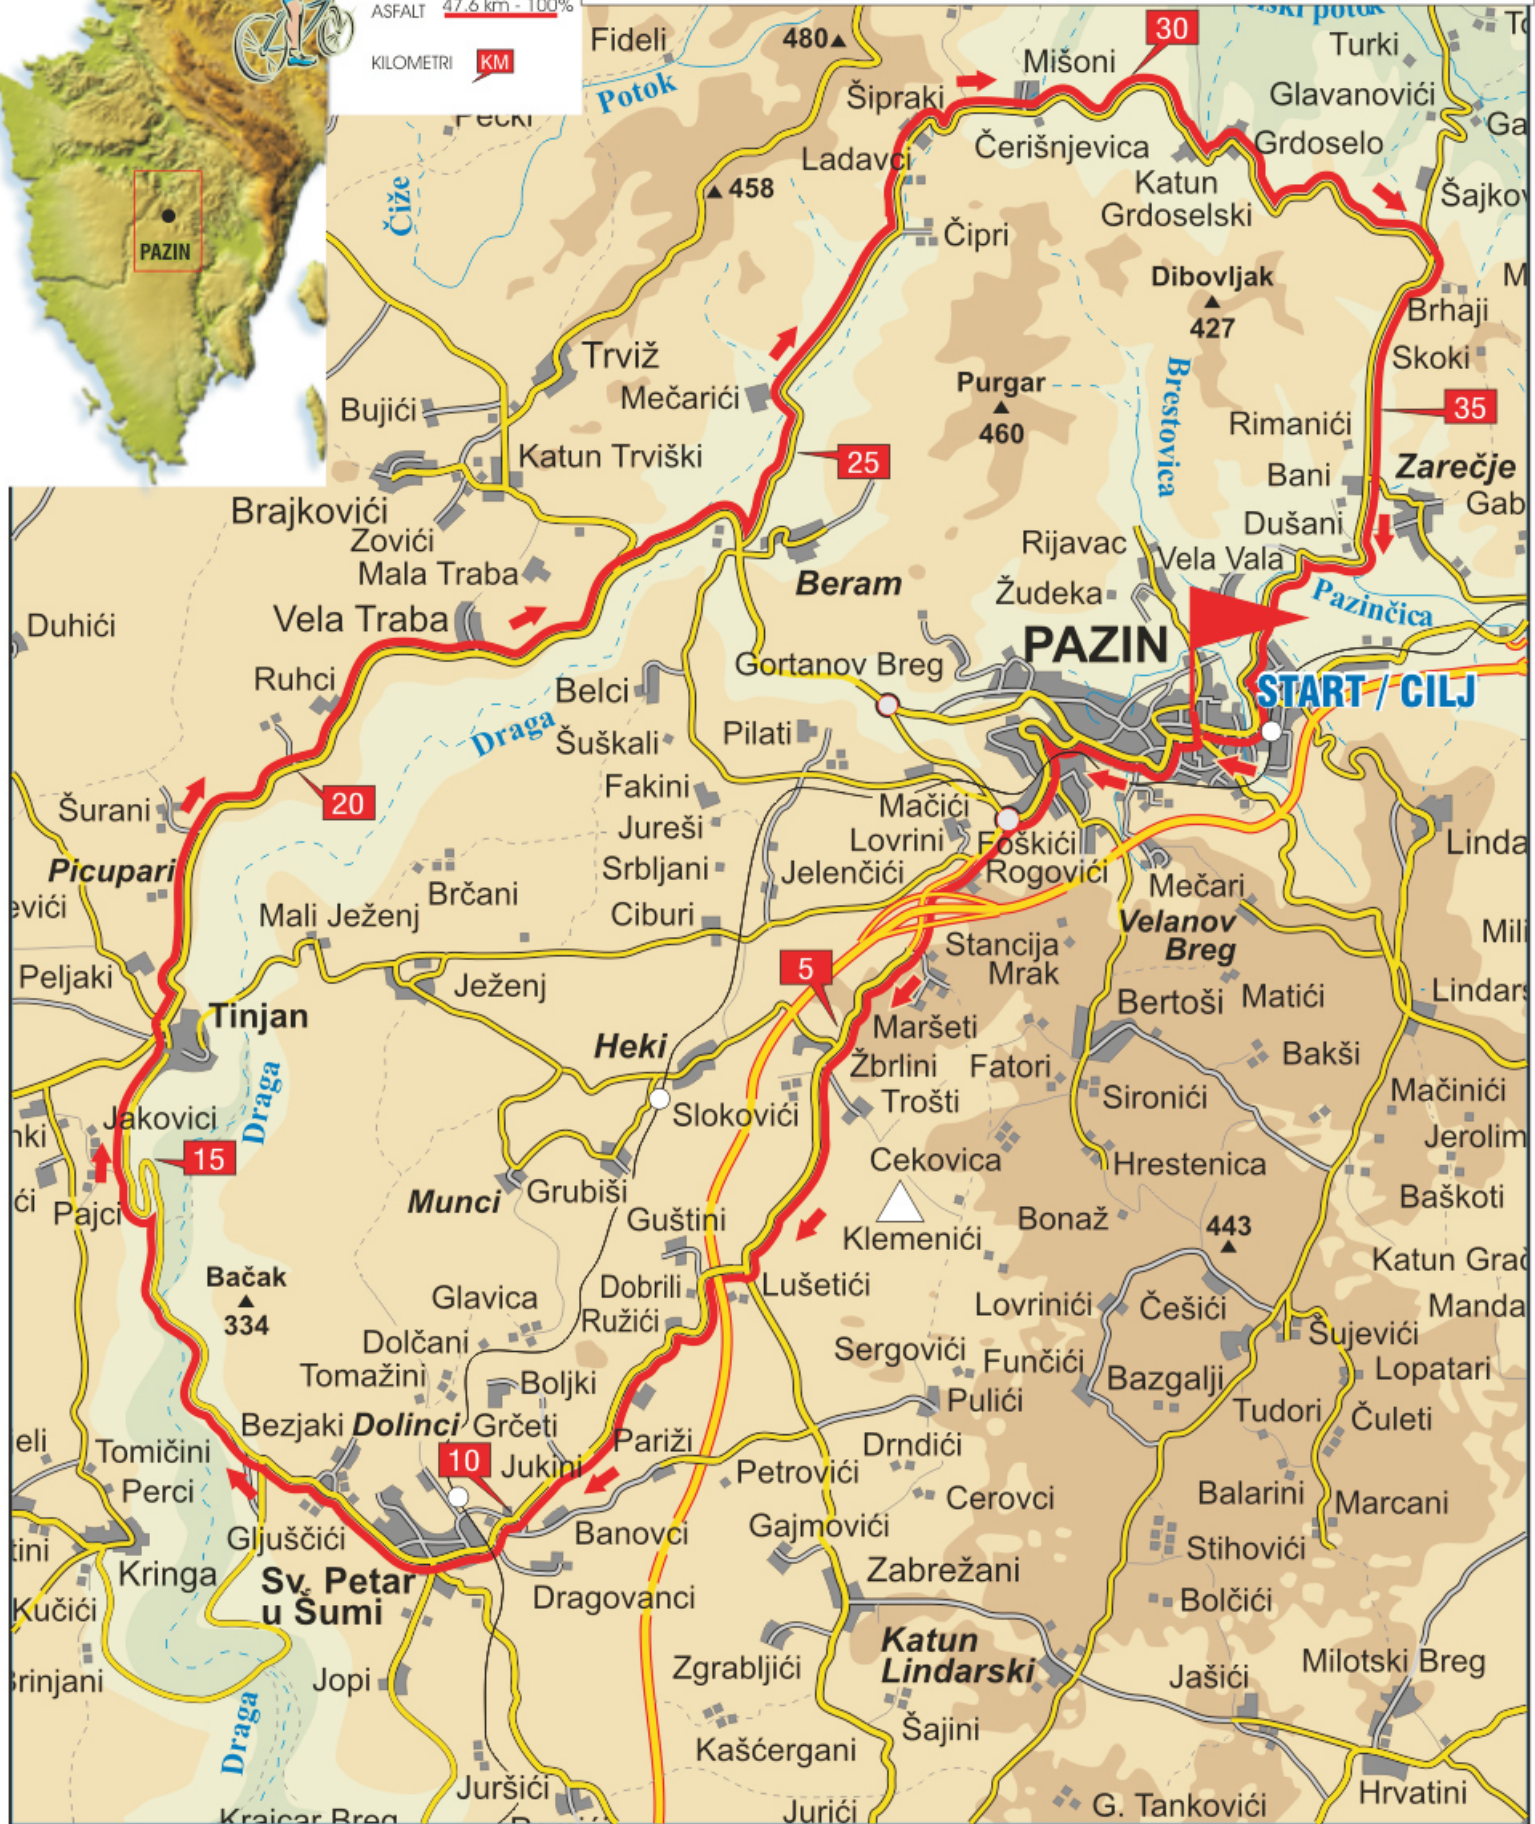 ASFALT 47.6 km - 100%
KILOMETRI KM
PAZIN
Fideli
480
Mišoni
30
Turki
Potok
Šipraki
Glavanovići
Čerišnjevica
Grdoselo
Ladavci
458
Katun
Grdoselski
Čiže
Čipri
Dibovljak
427
Brhaji
Trviž
Skoki
Mečarići
Purgar
460
Brestovica
35
Bujići
Rimanići
Katun Trviški
25
Bani
Zarečje
Brajkovići
Dušani
Zovići
Rijavac
Vela Vala
Mala Traba
Beram
Žudeka
Pazinčica
Vela Traba
Duhići
PAZIN
Gortanov Breg
Ruhci
Belci
START / CILJ
Draga
Šuškali
Pilati
Fakini
20
Šurani
Mačići
Jureši
Lovrini
Foškići
Picupari
Srbljani
Jelenčići
Rogovići
Brčani
Mečari
Mali Ježenj
Ciburi
Velanov
Breg
Stancija
Mrak
5
Peljaki
Ježenj
Bertoši
Matići
Tinjan
Maršeti
Heki
Žbrlini
Fatori
Bakši
Draga
Trošti
Sironići
Mačinići
Jakovici
Slokovići
15
Cekovica
Hrestenica
Munci
Grubiši
Baškoti
Pajci
Guštini
Bonaž
443
Klemenići
Bačak
334
Dobrili
Lušetići
Glavica
Ružići
Lovrinići
Češići
Dolčani
Šujevići
Tomažini
Sergovići
Funčići
Lopatari
Boljki
Bazgalji
Pulići
Bezjaki
Dolinci
Grčeti
Tudori
Čuleti
Tomičini
Pariži
Drndići
10
Jukini
Petrovići
Perci
Cerovci
Balarini
Marcani
Gljuščići
Banovci
Gajmovići
Stihovići
Kringa
Sv. Petar
u Šumi
Zabrežani
Dragovanci
Bolčići
Kučići
Katun
Lindarski
Zgrabljići
Jašići
Milotski Breg
Jopi
Draga
Šajini
Kašćergani
Juršići
Hrvatini
Jurići
G. Tankovići
Krajcar Breg